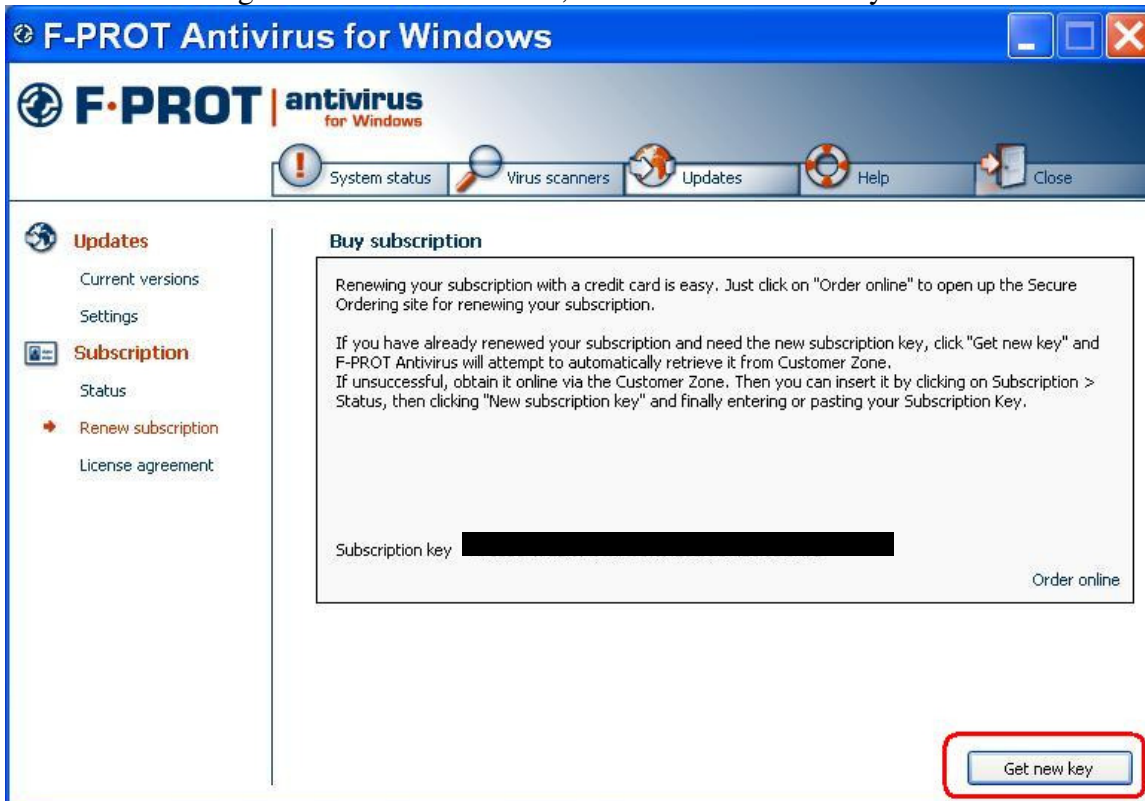 F-PROT Antivirus for Windows
F·PROT antivirus
for Windows
System status
Virus scanners
Updates
Help
Close
Updates
Current versions
Settings
Subscription
Status
Renew subscription
License agreement
Buy subscription
Renewing your subscription with a credit card is easy. Just click on "Order online" to open up the Secure
Ordering site for renewing your subscription.
If you have already renewed your subscription and need the new subscription key, click "Get new key" and
F-PROT Antivirus will attempt to automatically retrieve it from Customer Zone.
If unsuccessful, obtain it online via the Customer Zone. Then you can insert it by clicking on Subscription >
Status, then clicking "New subscription key" and finally entering or pasting your Subscription Key.
Subscription key
Order online
Get new key